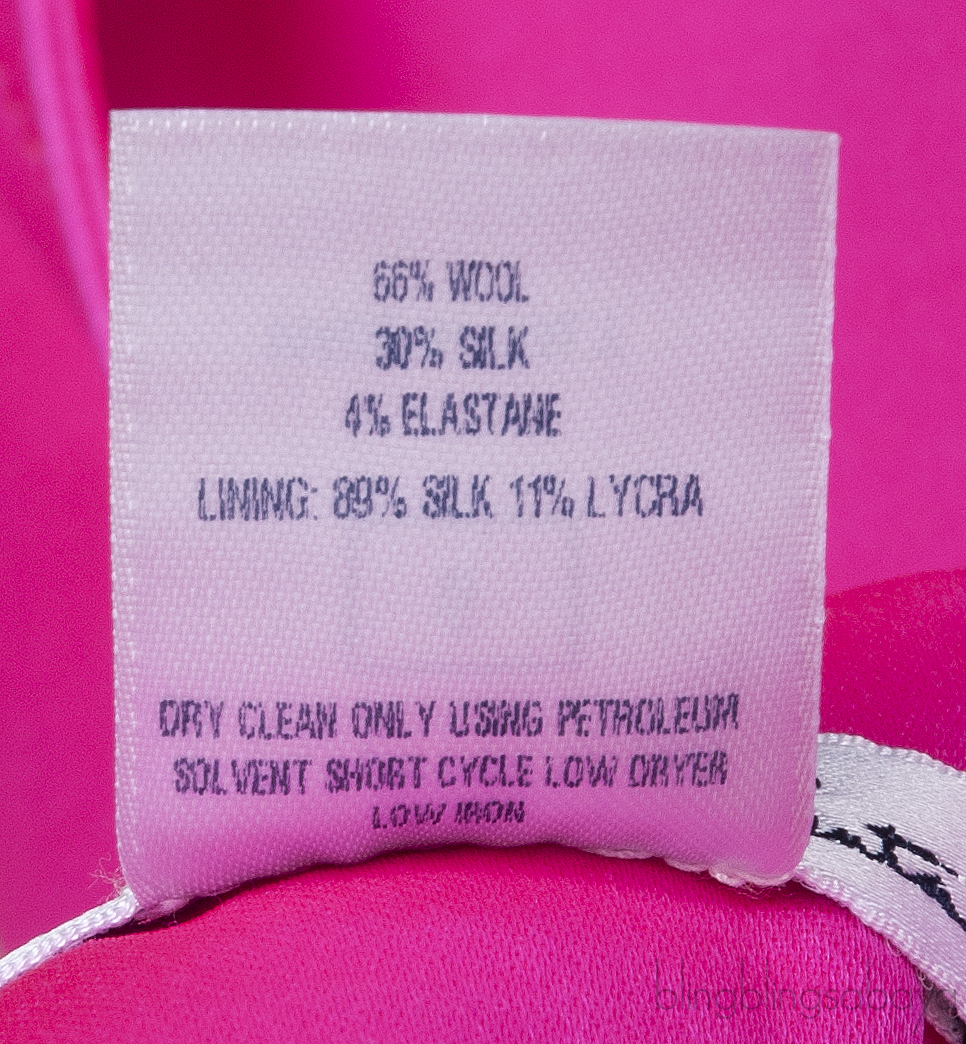 66% WOOL
30% SILK
4% ELASTANE
LINING: 89% SILK 11% LYCRA
DRY CLEAN ONLY USING PETROLEUM
SOLVENT SHORT CYCLE LOW DRYER
LOW IRON